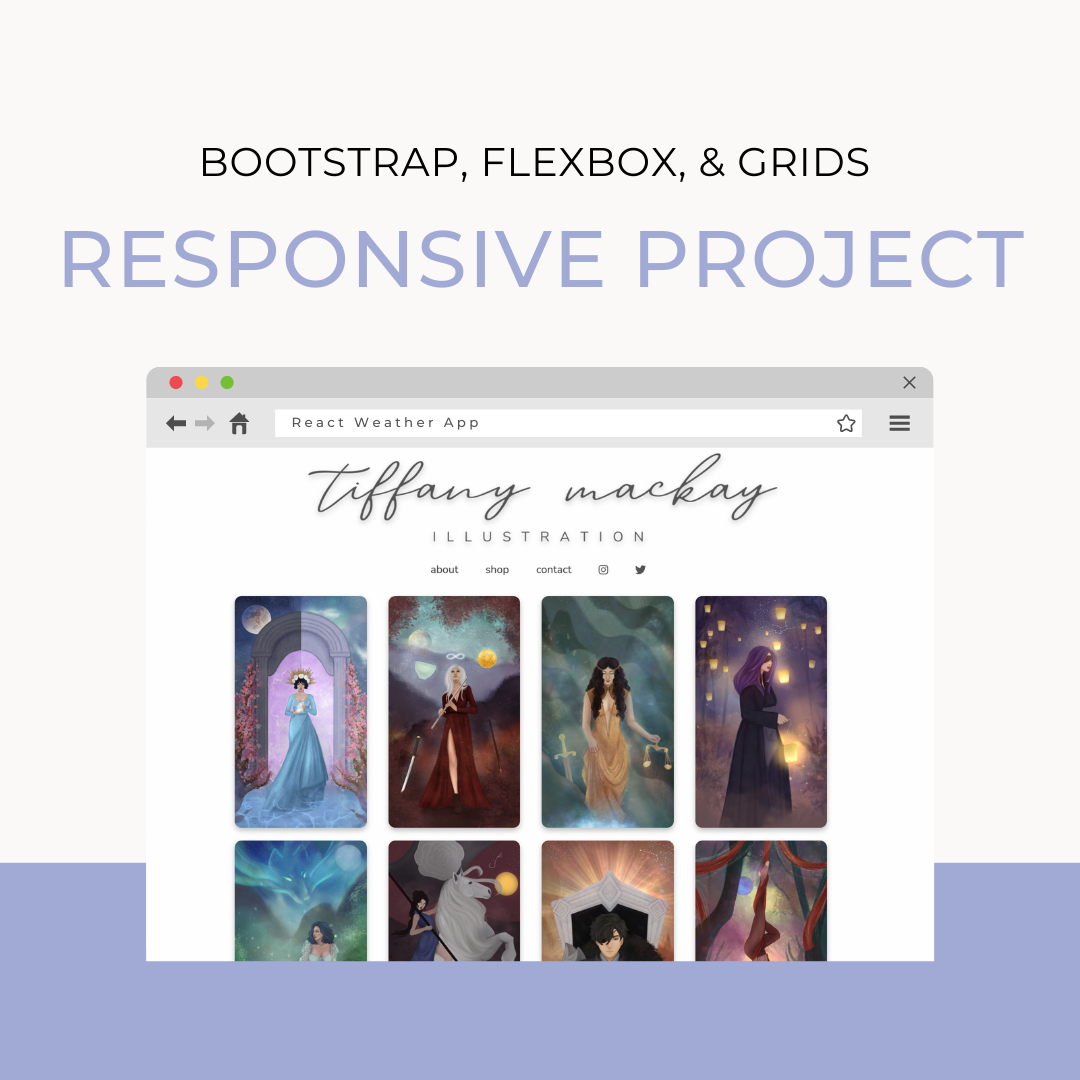 BOOTSTRAP, FLEXBOX, & GRIDS
RESPONSIVE PROJECT
React Weather App
tiffany mackay
ILLUSTRATION
about shop contact